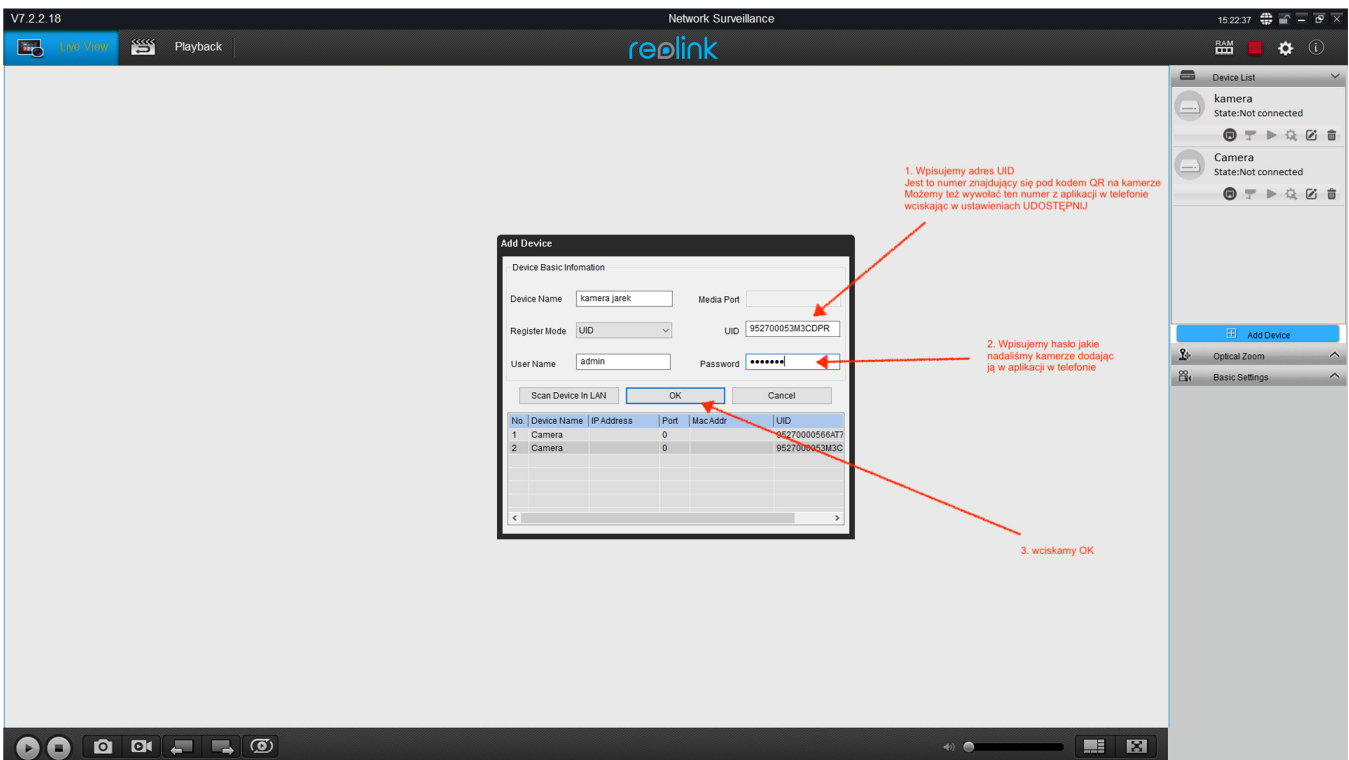 V7.2.2.18
Network Surveillance
15:22:37
Live View
Playback
reolink
RAM
Device List
kamera
State:Not connected
Camera
State:Not connected
1. Wpisujemy adres UID
Jest to numer znajdujący się pod kodem QR na kamerze
Możemy też wywołać ten numer z aplikacji w telefonie
wciskając w ustawieniach UDOSTĘPNIJ
Add Device
Device Basic Infomation
Device Name kamera jarek Media Port
Register Mode UID UID 952700053M3CDPR
User Name admin Password
2. Wpisujemy hasło jakie
nadaliśmy kamerze dodając
ją w aplikacji w telefonie
Add Device
Optical Zoom
Basic Settings
Scan Device In LAN OK Cancel
No. Device Name IP Address Port Mac Addr UID
1 Camera 0 95270000566AT7
2 Camera 0 9527000053M3C
3. wciskamy OK